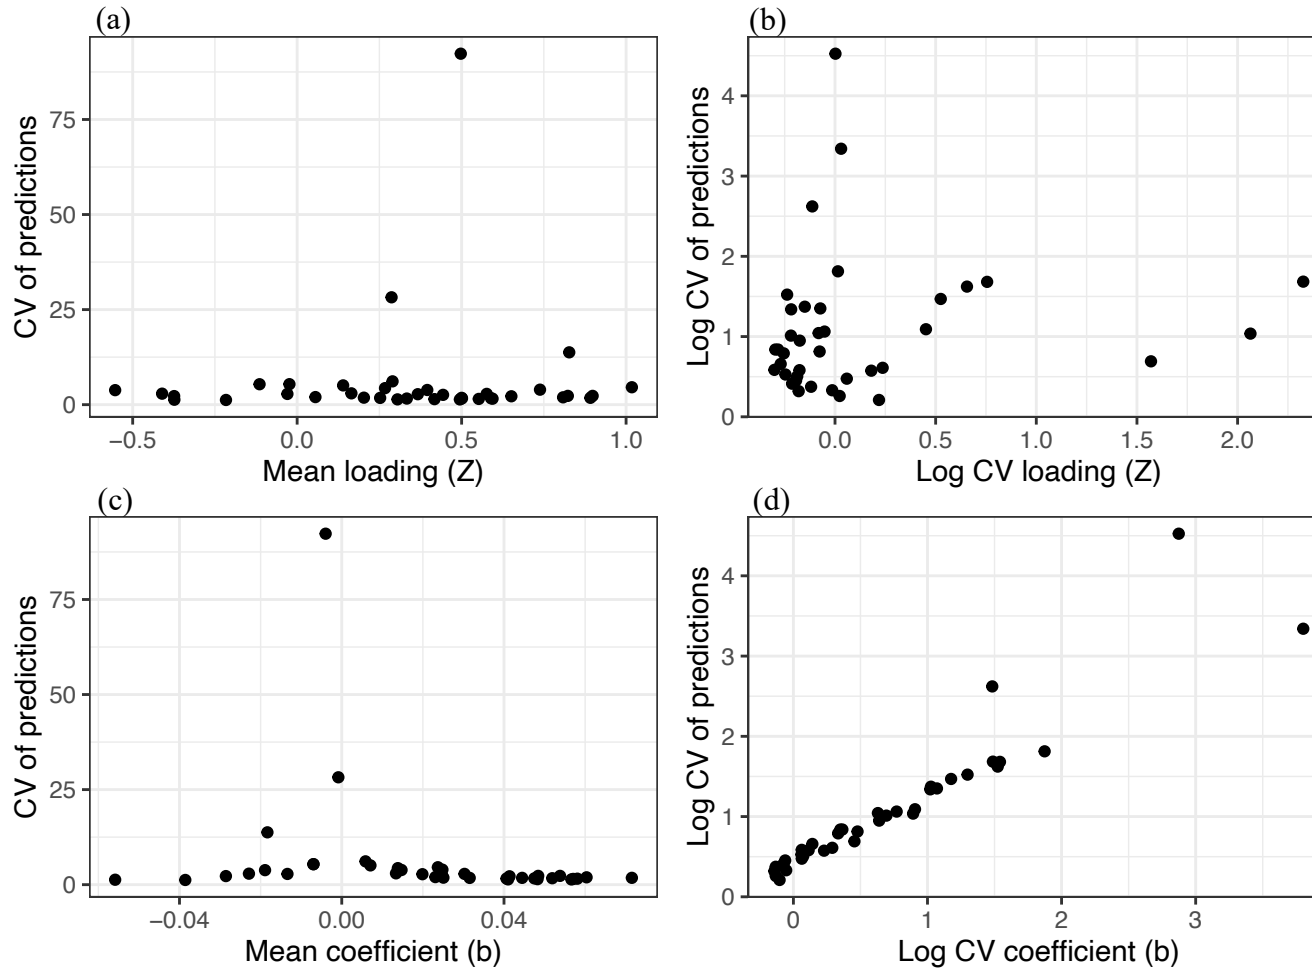 (a)
CV of predictions
75
50
25
0
−0.5
0.0
0.5
1.0
Mean loading (Z)
(b)
Log CV of predictions
4
3
2
1
0
0.0
0.5
1.0
1.5
2.0
Log CV loading (Z)
(c)
CV of predictions
75
50
25
0
−0.04
0.00
0.04
Mean coefficient (b)
(d)
Log CV of predictions
4
3
2
1
0
0
1
2
3
Log CV coefficient (b)